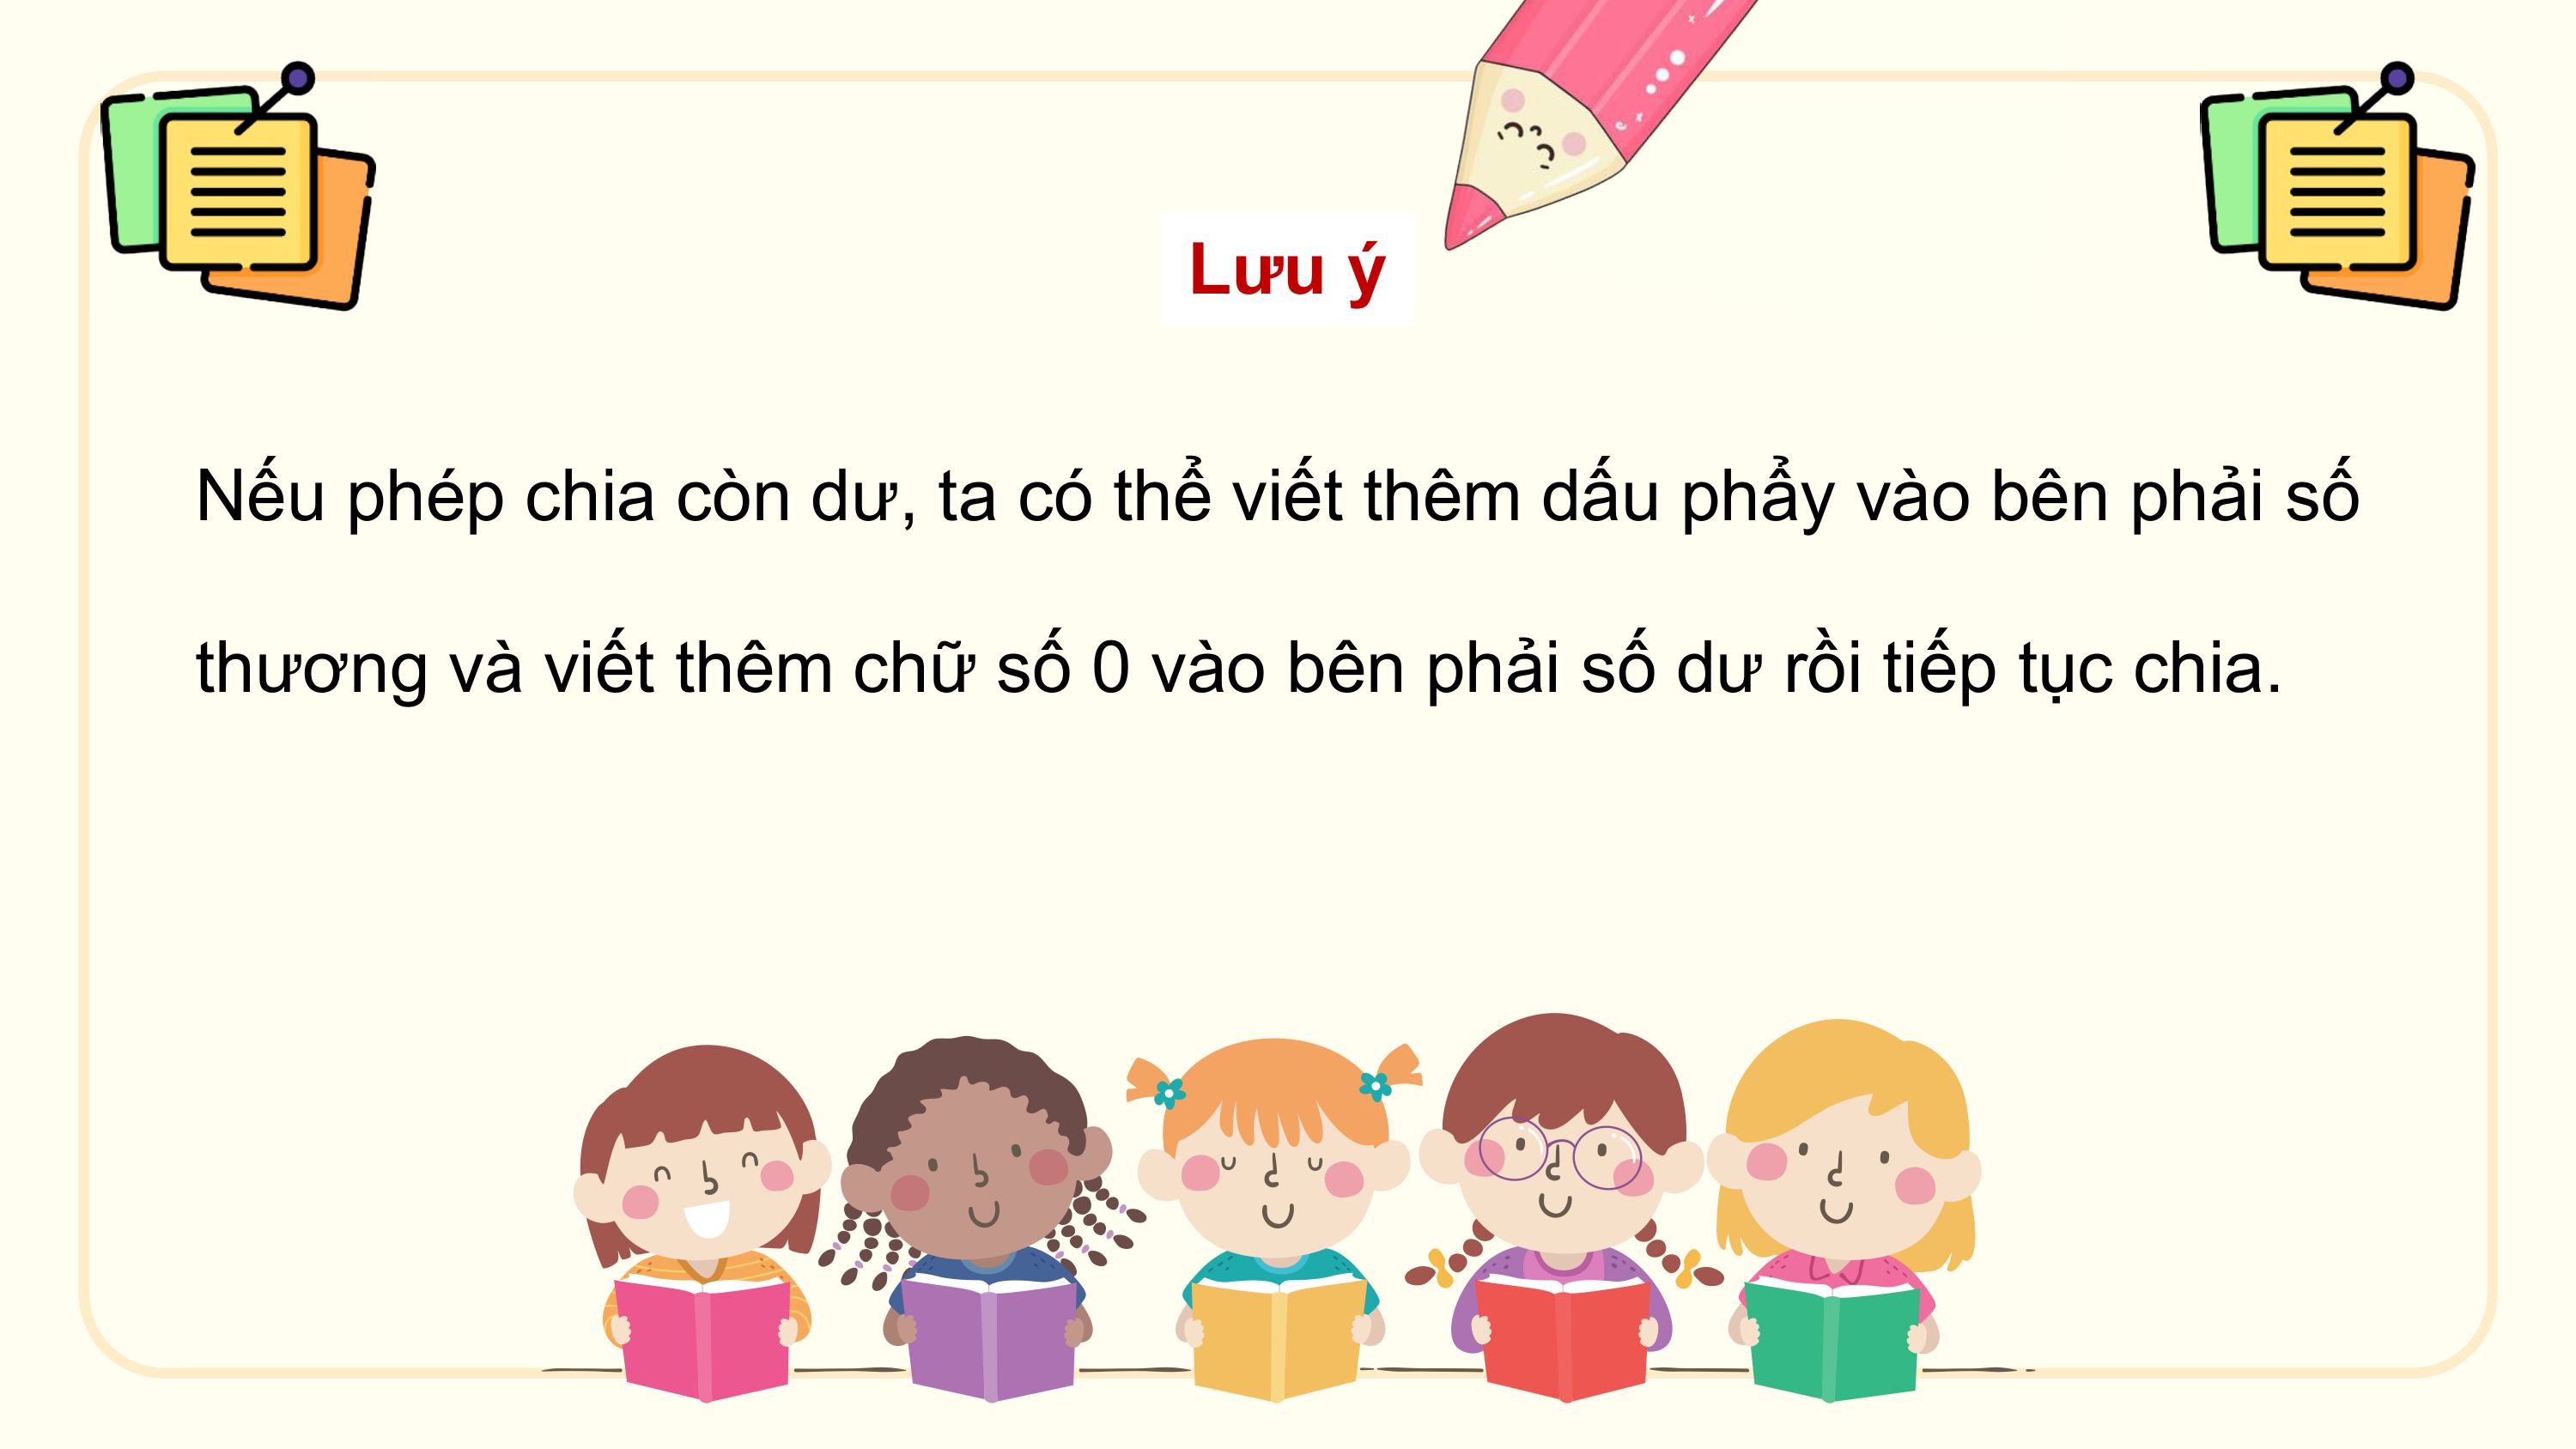 Lưu ý
Nếu phép chia còn dư, ta có thể viết thêm dấu phẩy vào bên phải số
thương và viết thêm chữ số 0 vào bên phải số dư rồi tiếp tục chia.